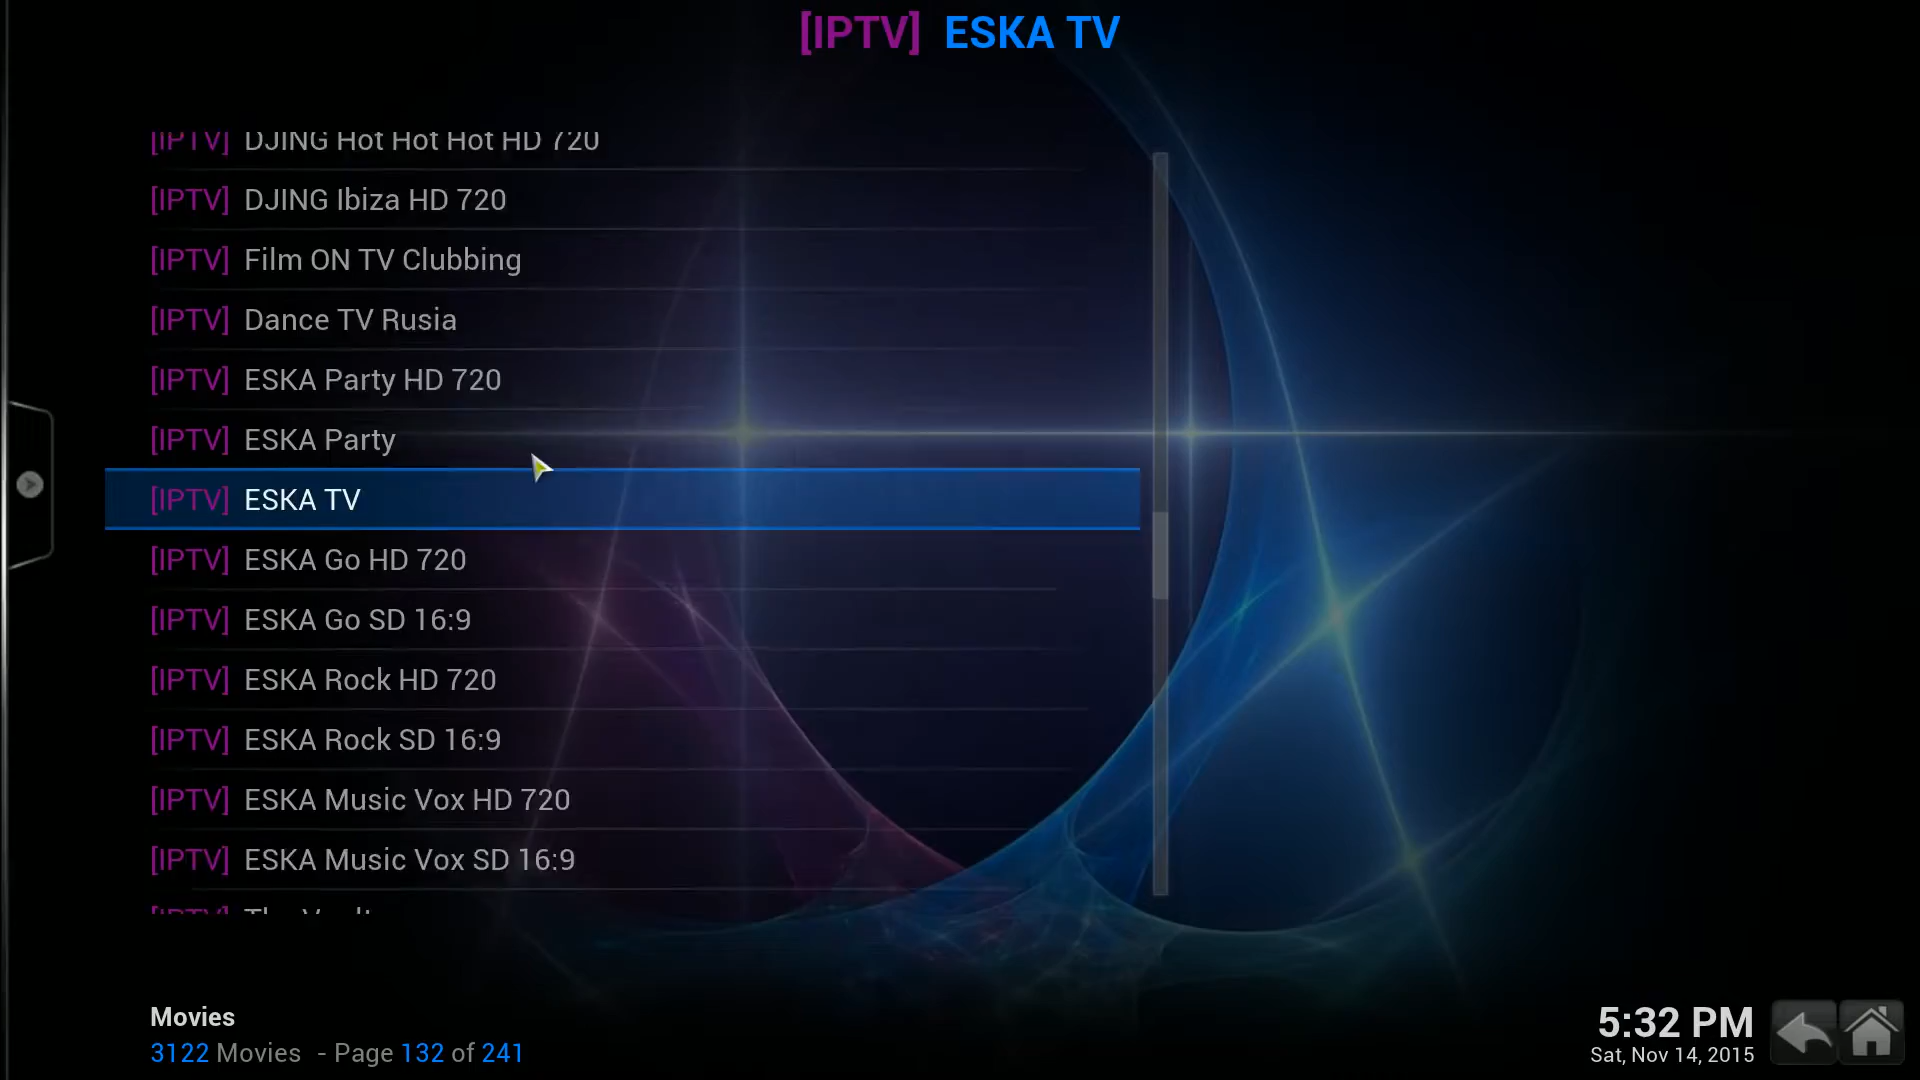 [IPTV] ESKA TV
[IPTV] DJING Hot Hot Hot HD 720
[IPTV] DJING Ibiza HD 720
[IPTV] Film ON TV Clubbing
[IPTV] Dance TV Rusia
[IPTV] ESKA Party HD 720
[IPTV] ESKA Party
[IPTV] ESKA TV
[IPTV] ESKA Go HD 720
[IPTV] ESKA Go SD 16:9
[IPTV] ESKA Rock HD 720
[IPTV] ESKA Rock SD 16:9
[IPTV] ESKA Music Vox HD 720
[IPTV] ESKA Music Vox SD 16:9
[IPTV] The Vault
Movies
3122 Movies - Page 132 of 241
5:32 PM
Sat, Nov 14, 2015